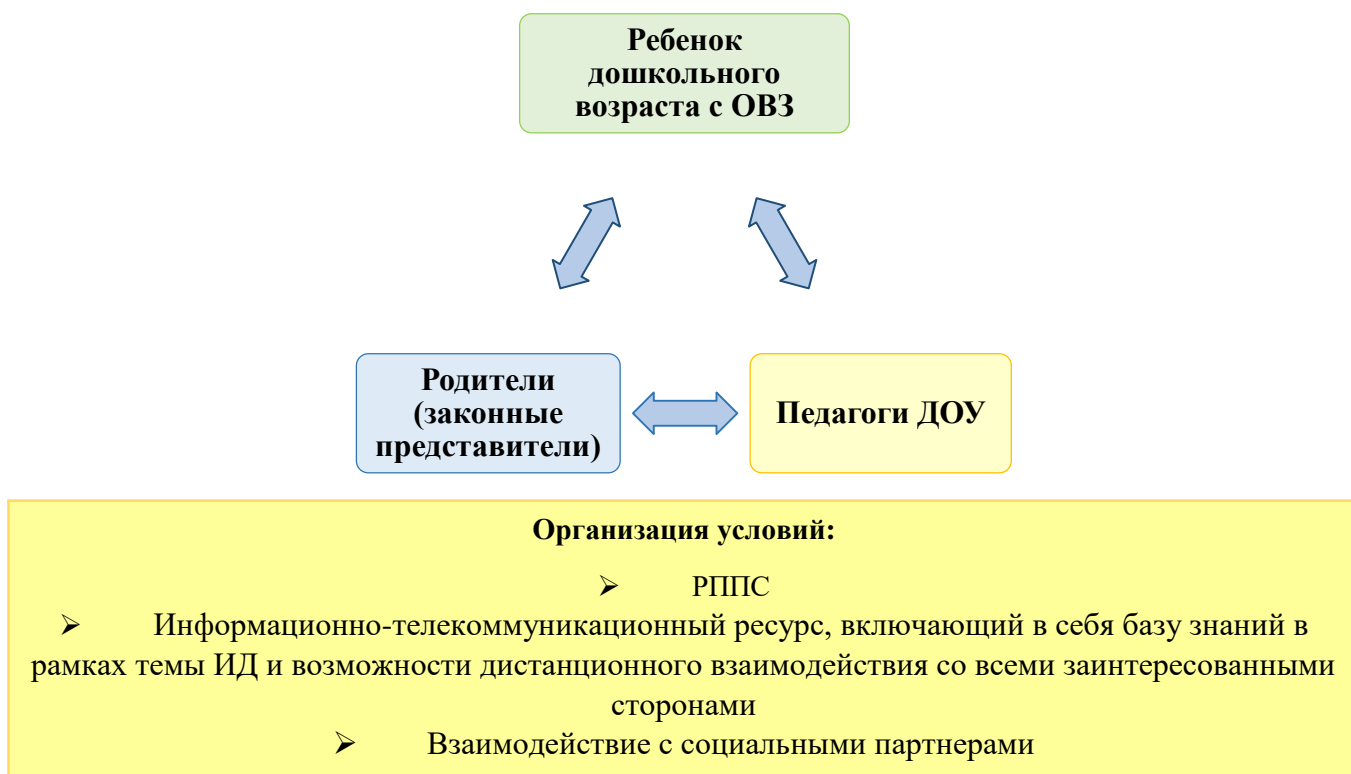 Ребенок
дошкольного
возраста с ОВЗ
Родители
(законные
представители)
Педагоги ДОУ
Организация условий:
➢ РППС
➢ Информационно-телекоммуникационный ресурс, включающий в себя базу знаний в
рамках темы ИД и возможности дистанционного взаимодействия со всеми заинтересованными
сторонами
➢ Взаимодействие с социальными партнерами